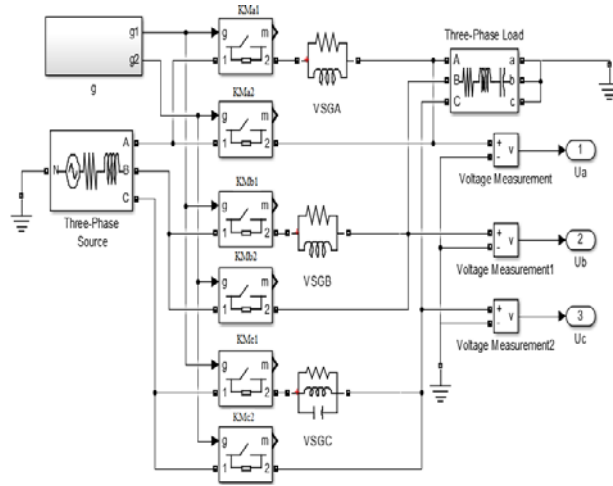 KMa1
g1
g2
g
g
m
1
2
VSGA
Three-Phase Load
A
B
C
a
b
c
KMa2
g
m
1
2
N
A
B
C
Three-Phase
Source
+
-
v
Voltage Measurement
1
Ua
KMb1
g
m
1
2
VSGB
+
-
v
Voltage Measurement1
2
Ub
KMb2
g
m
1
2
+
-
v
Voltage Measurement2
3
Uc
KMc1
g
m
1
2
VSGC
KMc2
g
m
1
2